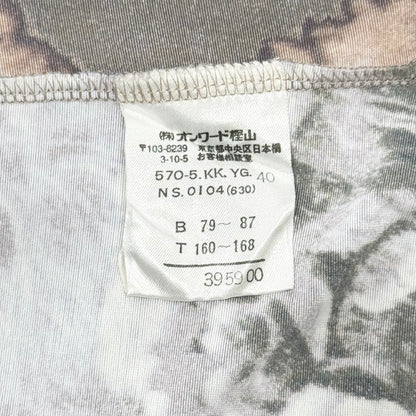 (株)オンワード樫山
〒103-8239 東京都中央区日本橋
3-10-5 お客様相談室
570-5. KK. YG. 40
NS. 0104 (630)
B 79~ 87
T 160~168
395900